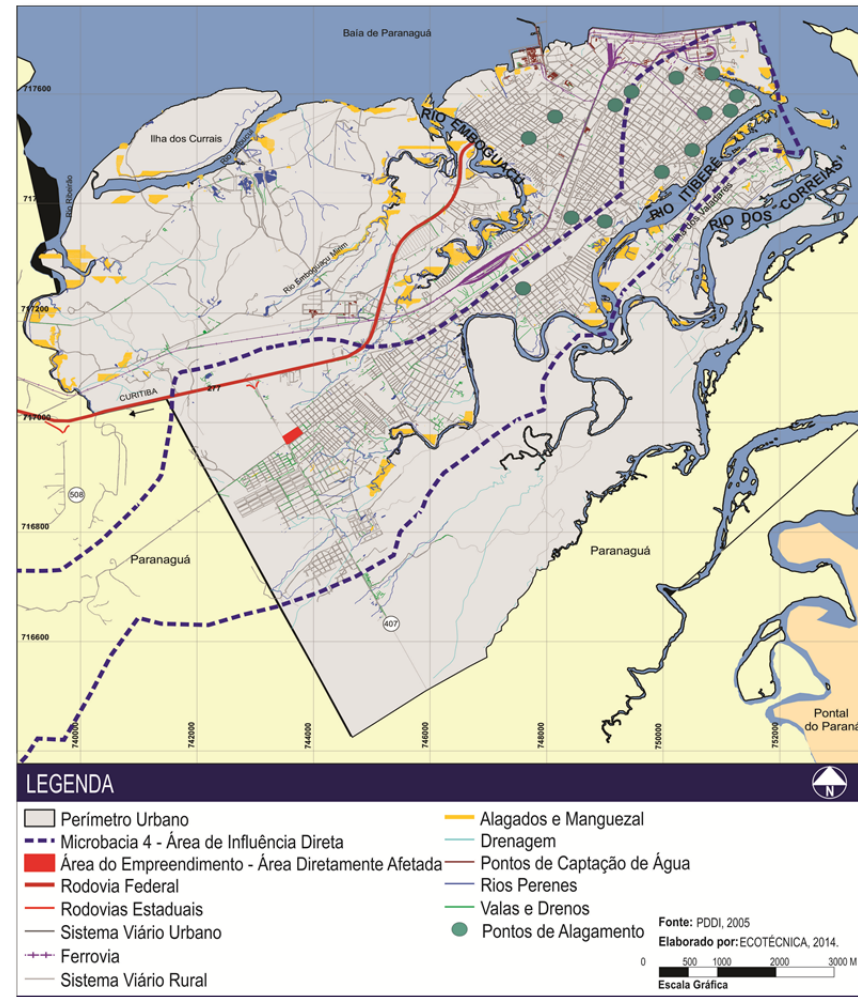 Baía de Paranaguá
717600
RIO EMBOGUAÇU
Ilha dos Currais
Rio Ribeirão
RIO ITIBERÊ
RIO DOS CORREIAS
dos Valadares
Rio Emboguaçu Mirim
717200
CURITIBA
277
717000
508
716800
Paranaguá
Paranaguá
407
716600
740000
742000
744000
746000
748000
750000
752000
Pontal
do Paraná
LEGENDA
N
Perímetro Urbano
Microbacia 4 - Área de Influência Direta
Área do Empreendimento - Área Diretamente Afetada
Rodovia Federal
Rodovias Estaduais
Sistema Viário Urbano
Ferrovia
Sistema Viário Rural
Alagados e Manguezal
Drenagem
Pontos de Captação de Água
Rios Perenes
Valas e Drenos
Pontos de Alagamento
Fonte: PDDI, 2005
Elaborado por: ECOTÉCNICA, 2014.
0 500 1000 2000 3000 M
Escala Gráfica